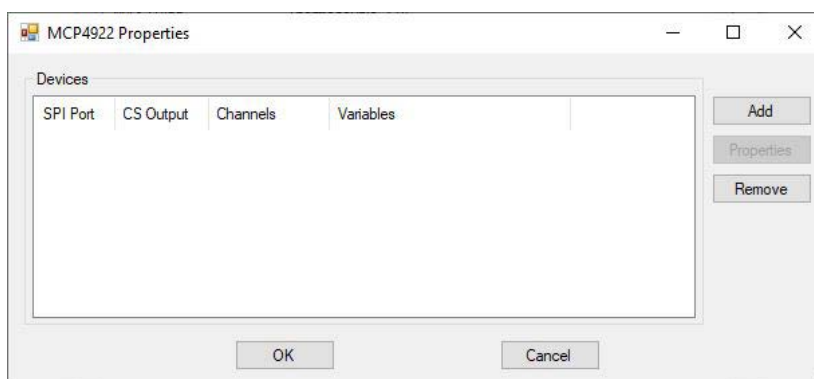 MCP4922 Properties
Devices
SPI Port CS Output Channels Variables
Add
Properties
Remove
OK Cancel